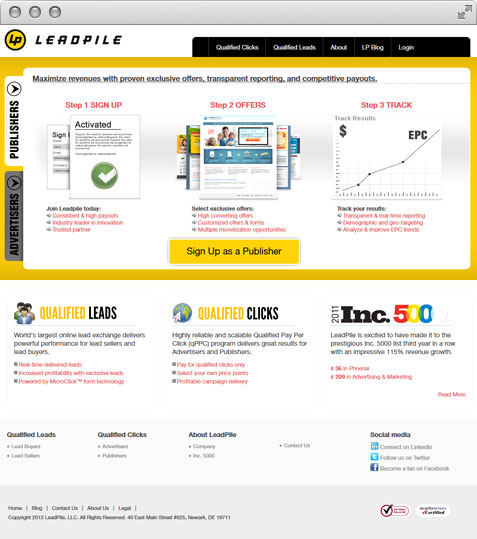 LP LEADPILE
Qualified Clicks Qualified Leads About LP Blog Login
PUBLISHERS
ADVERTISERS
Maximize revenues with proven exclusive offers, transparent reporting, and competitive payouts.
Step 1 SIGN UP
Activated
Join Leadpile today:
Consistent & high payouts
Industry leader in innovation
Trusted partner
Step 2 OFFERS
Select exclusive offers:
High converting offers
Customized offers & forms
Multiple monetization opportunities
Step 3 TRACK
Track Results
$
EPC
Track your results:
Transparent & real-time reporting
Demographic and geo-targeting
Analyze & improve EPC trends
Sign Up as a Publisher
QUALIFIED LEADS
World's largest online lead exchange delivers
powerful performance for lead sellers and
lead buyers.
Real-time delivered leads
Increased profitability with exclusive leads
Powered by MicroClick™ form technology
QUALIFIED CLICKS
Highly reliable and scalable Qualified Pay Per
Click (qPPC) program delivers great results for
Advertisers and Publishers.
Pay for qualified clicks only
Select your own price points
Profitable campaign delivery
2011 Inc. 5000
LeadPile is excited to have made it to the
prestigious Inc. 5000 list third year in a row
with an impressive 115% revenue growth.
# 36 in Phoenix
# 209 in Advertising & Marketing
Read More
Qualified Leads
Lead Buyers
Lead Sellers
Qualified Clicks
Advertisers
Publishers
About LeadPile
Company
Inc. 5000
Contact Us
Social media
Connect on LinkedIn
Follow us on Twitter
Become a fan on Facebook
Home | Blog | Contact Us | About Us | Legal |
Copyright 2012 LeadPile, LLC. All Rights Reserved. 40 East Main Street #825, Newark, DE 19711